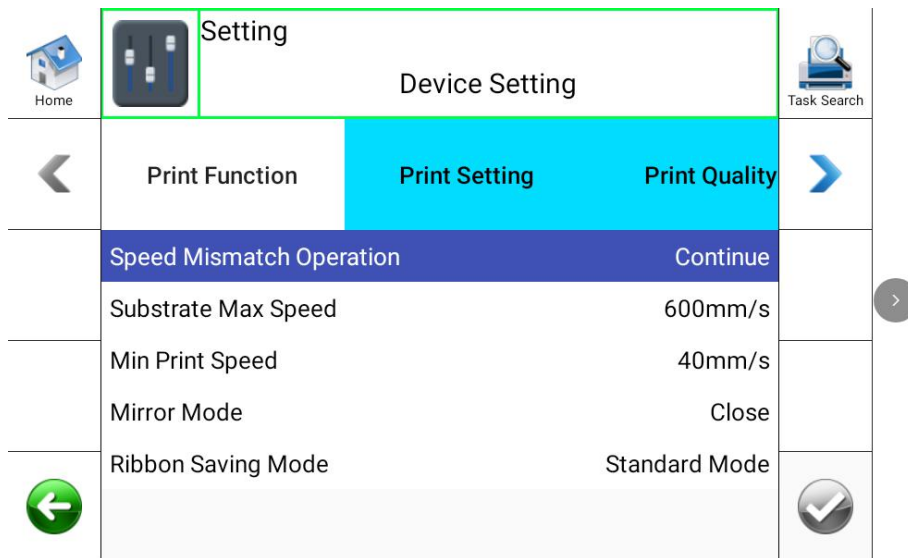 Setting
Device Setting
Home
Task Search
Print Function Print Setting Print Quality
Speed Mismatch Operation Continue
Substrate Max Speed 600mm/s
Min Print Speed 40mm/s
Mirror Mode Close
Ribbon Saving Mode Standard Mode